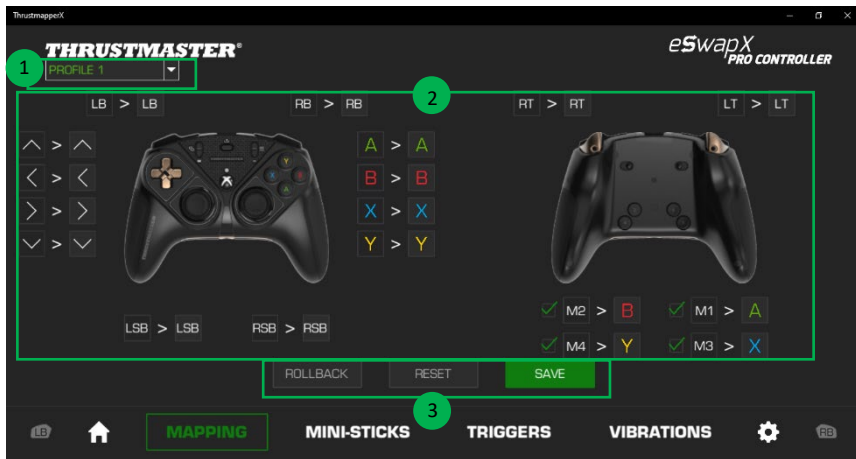 ThrustmapperX
THRUSTMASTER®
eSwapX
PRO CONTROLLER
1
PROFILE 1
2
LB > LB
RB > RB
RT > RT
LT > LT
A > A
B > B
X > X
Y > Y
LSB > LSB
RSB > RSB
M2 > B
M1 > A
M4 > Y
M3 > X
ROLLBACK
RESET
SAVE
3
LB
MAPPING
MINI-STICKS
TRIGGERS
VIBRATIONS
RB